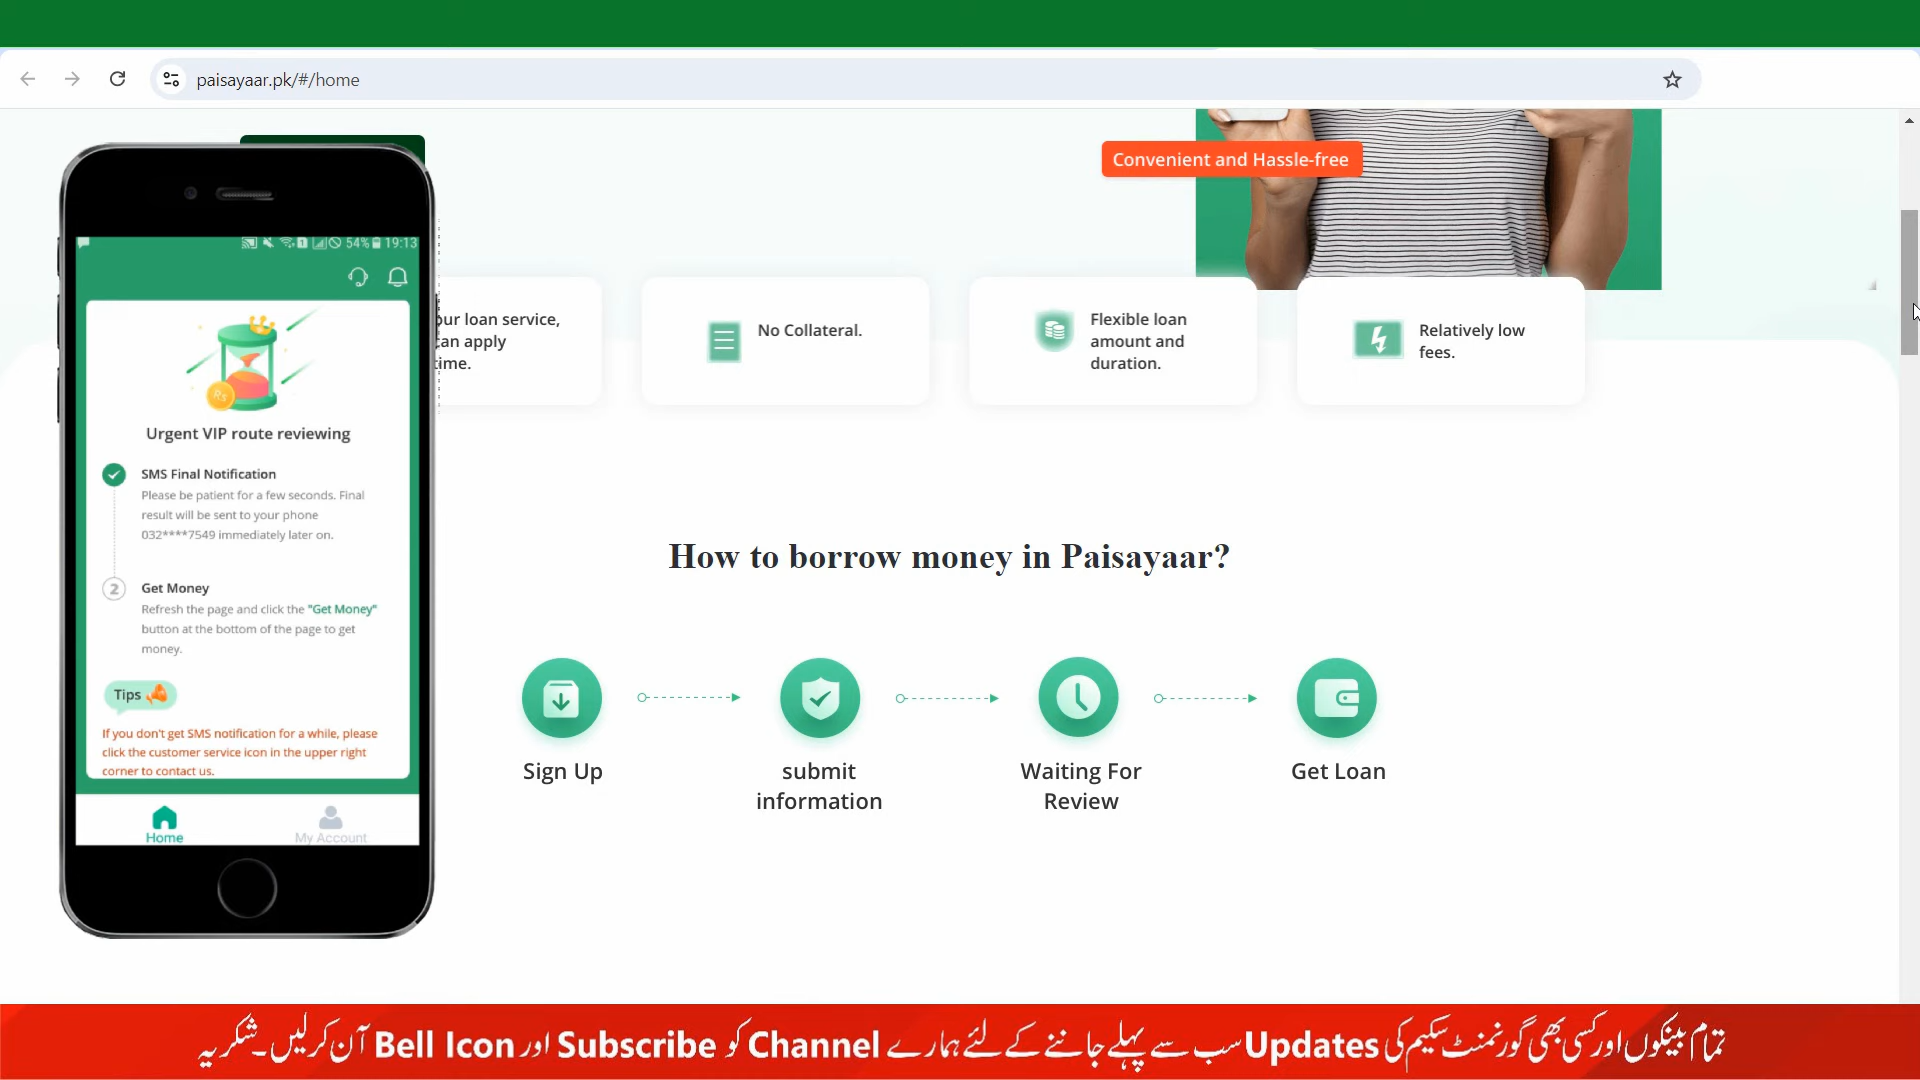 paisayaar.pk/#/home
Convenient and Hassle-free
54% 19:13
our loan service,
can apply
time.
No Collateral.
Flexible loan
amount and
duration.
Relatively low
fees.
Rs
Urgent VIP route reviewing
SMS Final Notification
Please be patient for a few seconds. Final
result will be sent to your phone
032****7549 immediately later on.
2 Get Money
Refresh the page and click the "Get Money"
button at the bottom of the page to get
money.
Tips
If you don't get SMS notification for a while, please
click the customer service icon in the upper right
corner to contact us.
Home
My Account
How to borrow money in Paisayaar?
Sign Up
submit
information
Waiting For
Review
Get Loan
تمام بینکوں اور کسی بھی گورنمنٹ سکیم کی Updates سب سے پہلے جاننے کے لئے ہمارے Channel کو Subscribe اور Bell Icon آن کر لیں۔ شکریہ